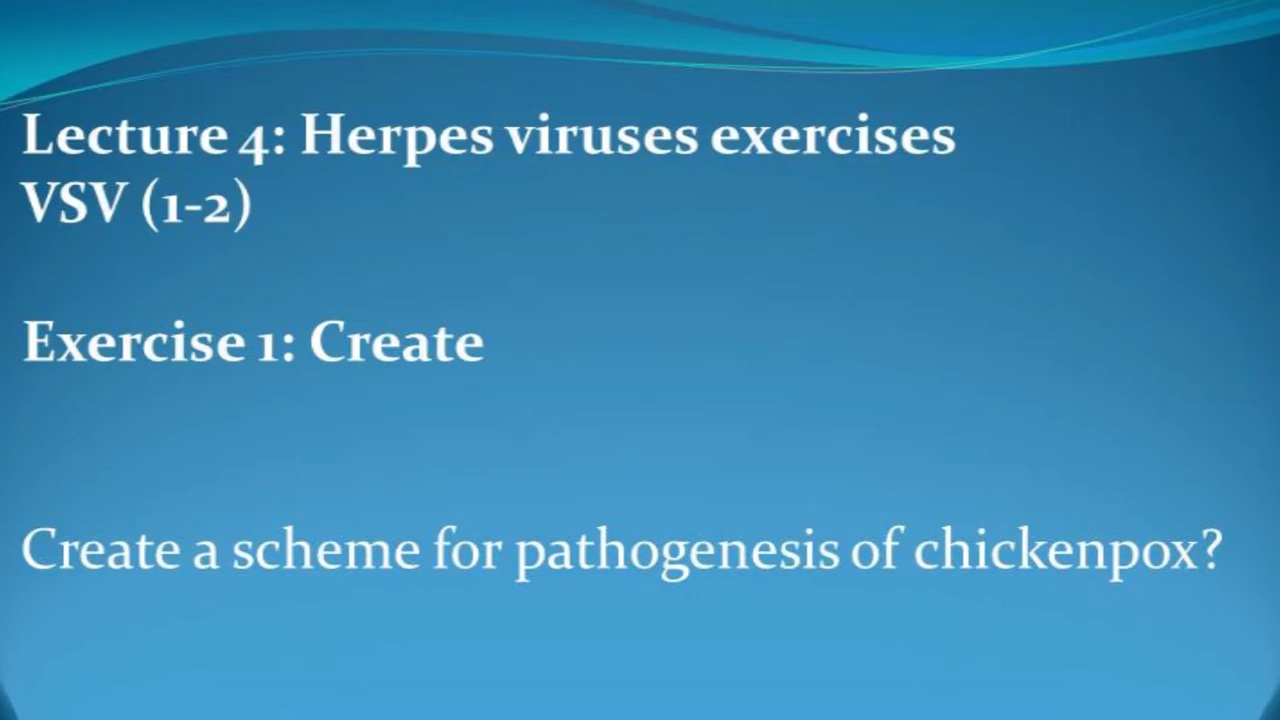 Lecture 4: Herpes viruses exercises
VSV (1-2)
Exercise 1: Create
Create a scheme for pathogenesis of chickenpox?